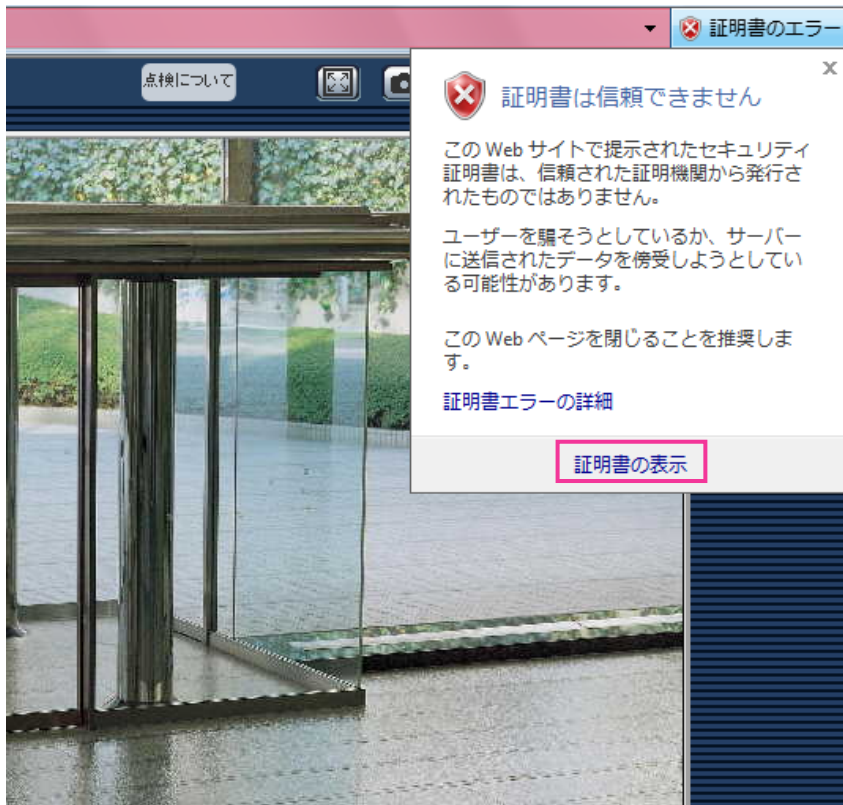 証明書のエラー
点検について
証明書は信頼できません
この Web サイトで提示されたセキュリティ
証明書は、信頼された証明機関から発行さ
れたものではありません。
ユーザーを騙そうとしているか、サーバー
に送信されたデータを傍受しようとしてい
る可能性があります。
この Web ページを閉じることを推奨しま
す。
証明書エラーの詳細
証明書の表示